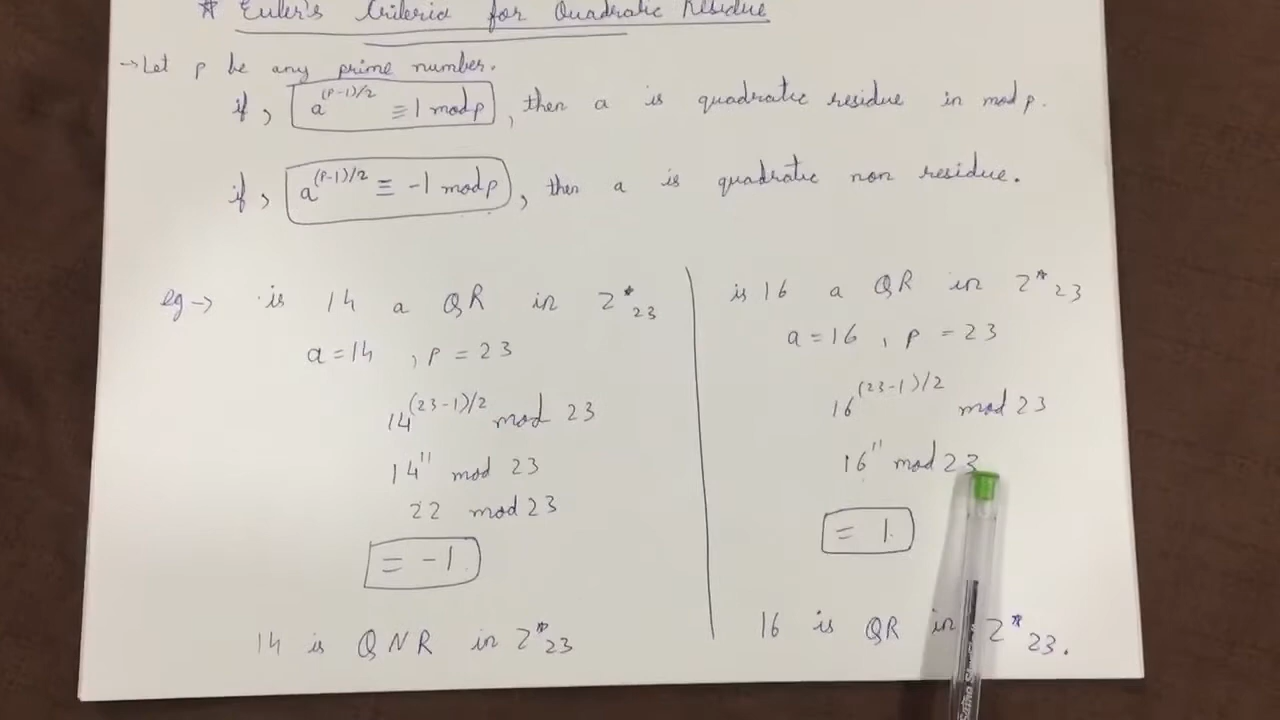 * Euler's Criteria for Quadratic Residue
→ Let p be any prime number.
if, a^(p-1)/2 ≡ 1 mod p, then a is quadratic residue in mod p.
if, a^(p-1)/2 ≡ -1 mod p, then a is quadratic non residue.
eg → is 14 a QR in Z*23
a = 14, p = 23
14^(23-1)/2 mod 23
14^11 mod 23
22 mod 23
= -1
14 is QNR in Z*23
is 16 a QR in Z*23
a = 16, p = 23
16^(23-1)/2 mod 23
16^11 mod 23
= 1
16 is QR in Z*23.